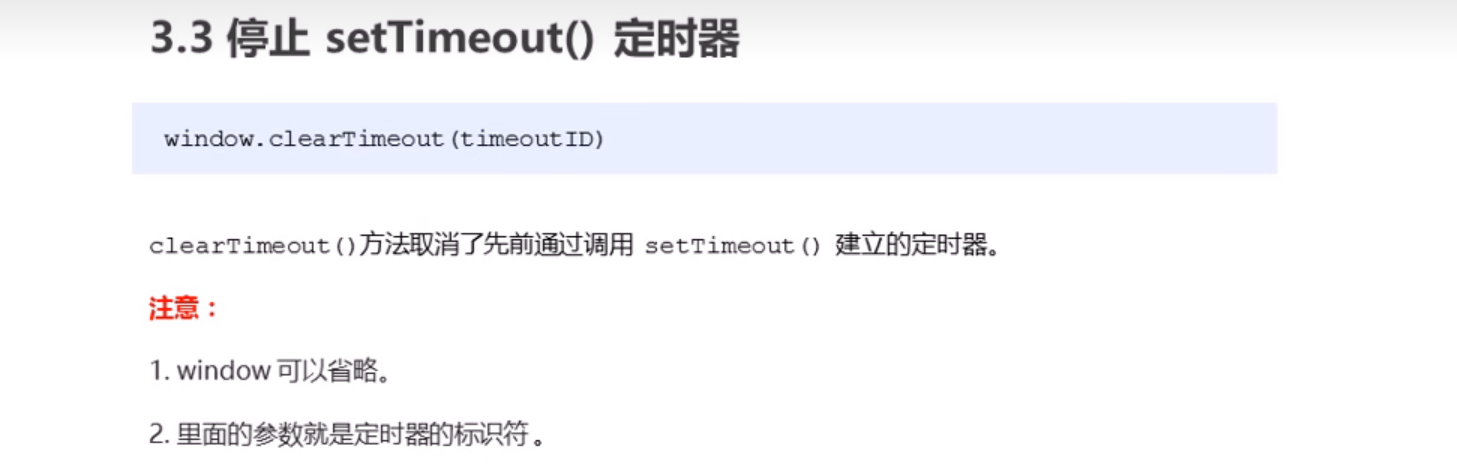 3.3 停止 setTimeout() 定时器
window.clearTimeout(timeoutID)
clearTimeout()方法取消了先前通过调用 setTimeout() 建立的定时器。
注意：
1. window 可以省略。
2. 里面的参数就是定时器的标识符 。